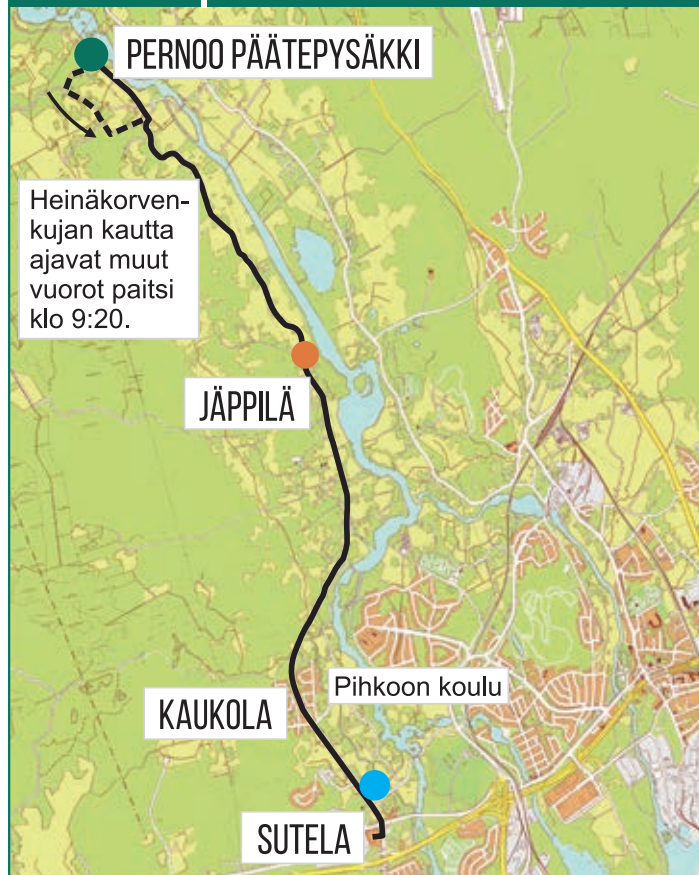 PERNOO PÄÄTEPYSÄKKI
Heinäkorven-
kujan kautta
ajavat muut
vuorot paitsi
klo 9:20.
JÄPPILÄ
Pihkoon koulu
KAUKOLA
SUTELA